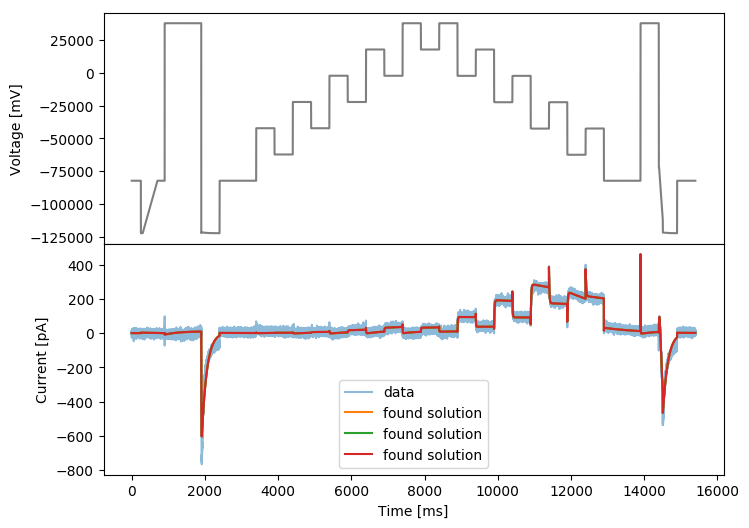 25000
0
−25000
−50000
−75000
−100000
−125000
Voltage [mV]
400
200
0
−200
−400
−600
−800
Current [pA]
data
found solution
found solution
found solution
0 2000 4000 6000 8000 10000 12000 14000 16000
Time [ms]